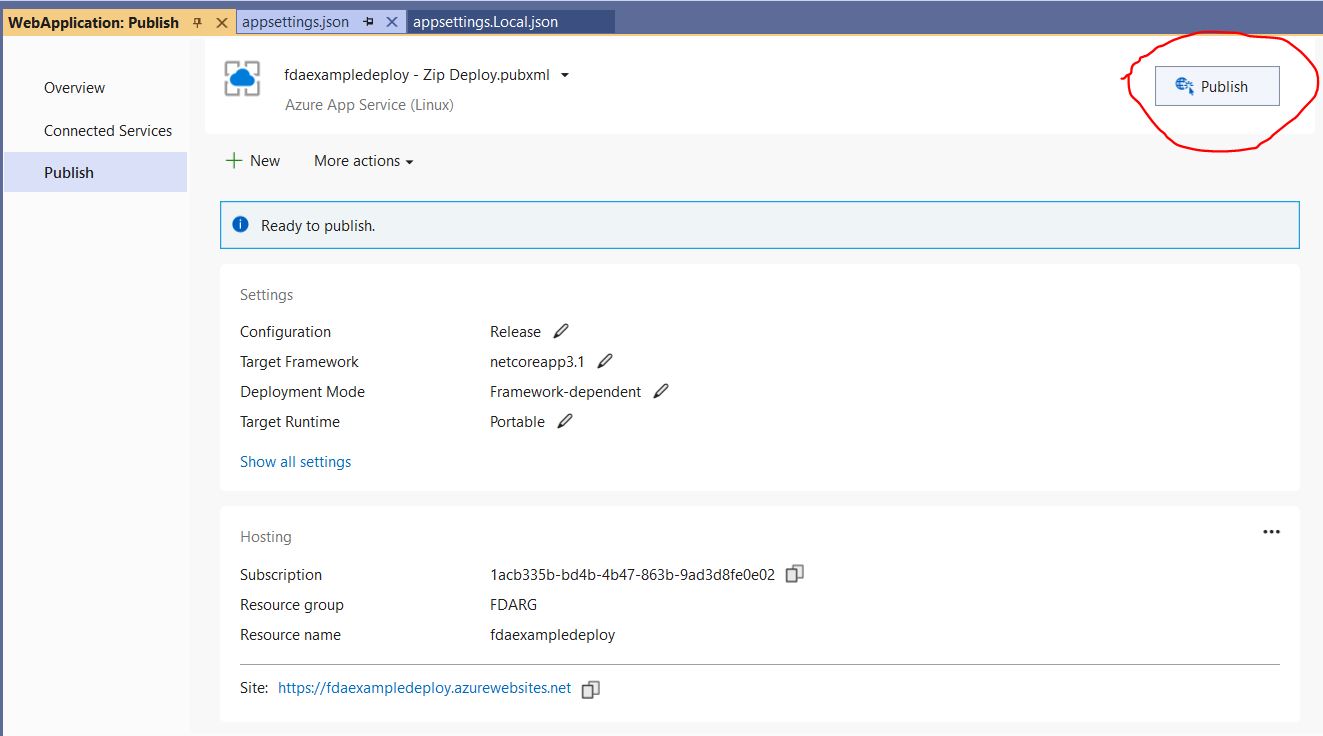 WebApplication: Publish
appsettings.json
appsettings.Local.json
Overview
Connected Services
Publish
fdaexampledeploy - Zip Deploy.pubxml
Azure App Service (Linux)
Publish
New
More actions
Ready to publish.
Settings
Configuration Release
Target Framework netcoreapp3.1
Deployment Mode Framework-dependent
Target Runtime Portable
Show all settings
Hosting
Subscription 1acb335b-bd4b-4b47-863b-9ad3d8fe0e02
Resource group FDARG
Resource name fdaexampledeploy
Site: https://fdaexampledeploy.azurewebsites.net